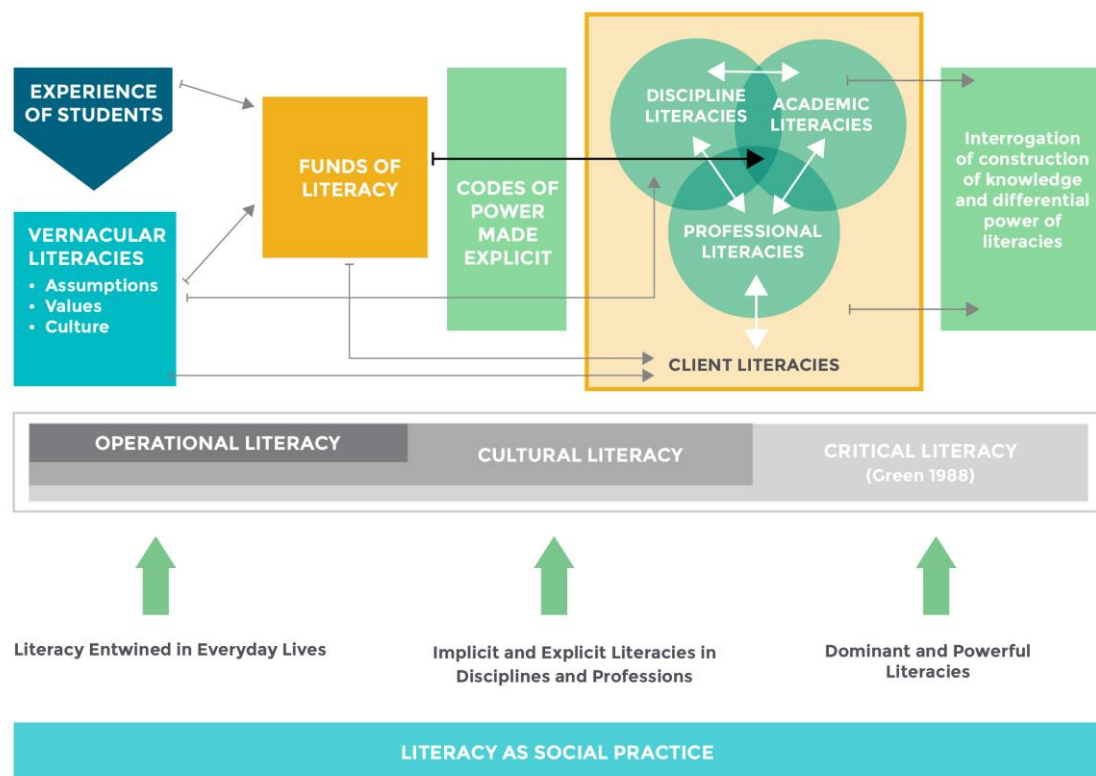 EXPERIENCE
OF STUDENTS
VERNACULAR
LITERACIES
• Assumptions
• Values
• Culture
FUNDS OF
LITERACY
CODES OF
POWER
MADE
EXPLICIT
DISCIPLINE
LITERACIES
ACADEMIC
LITERACIES
PROFESSIONAL
LITERACIES
CLIENT LITERACIES
Interrogation
of construction
of knowledge
and differential
power of
literacies
OPERATIONAL LITERACY
CULTURAL LITERACY
CRITICAL LITERACY
(Green 1988)
Literacy Entwined in Everyday Lives
Implicit and Explicit Literacies in
Disciplines and Professions
Dominant and Powerful
Literacies
LITERACY AS SOCIAL PRACTICE